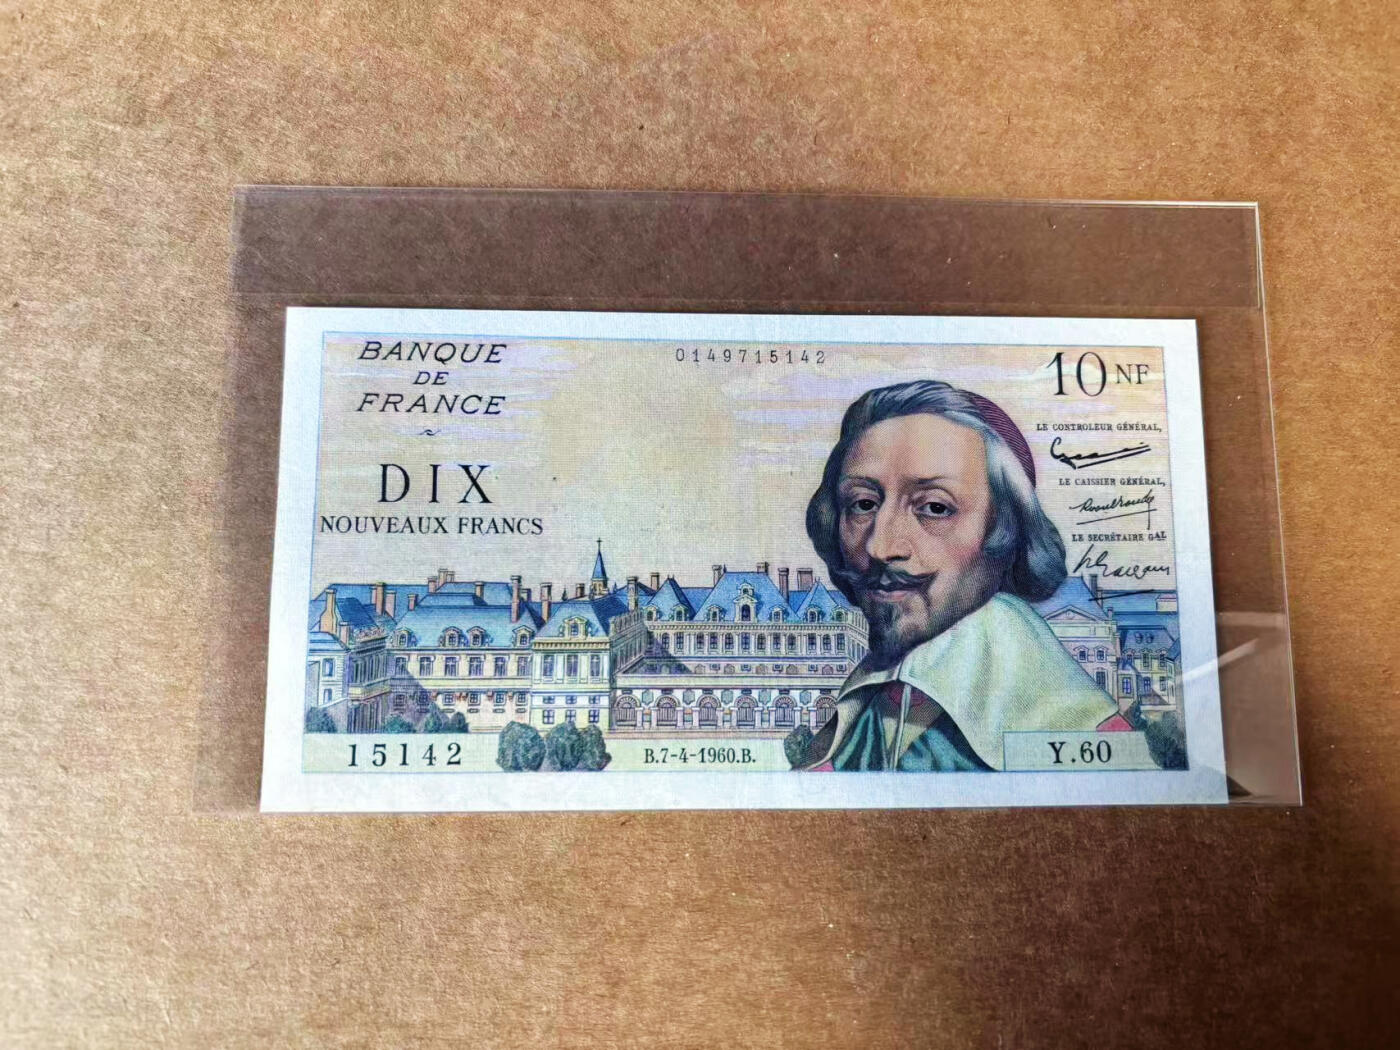 BANQUE
DE
FRANCE
0149715142
10 NF
LE CONTROLEUR GÉNÉRAL,
LE CAISSIER GÉNÉRAL,
LE SECRÉTAIRE GAL
DIX
NOUVEAUX FRANCS
15142
B.7-4-1960.B.
Y.60